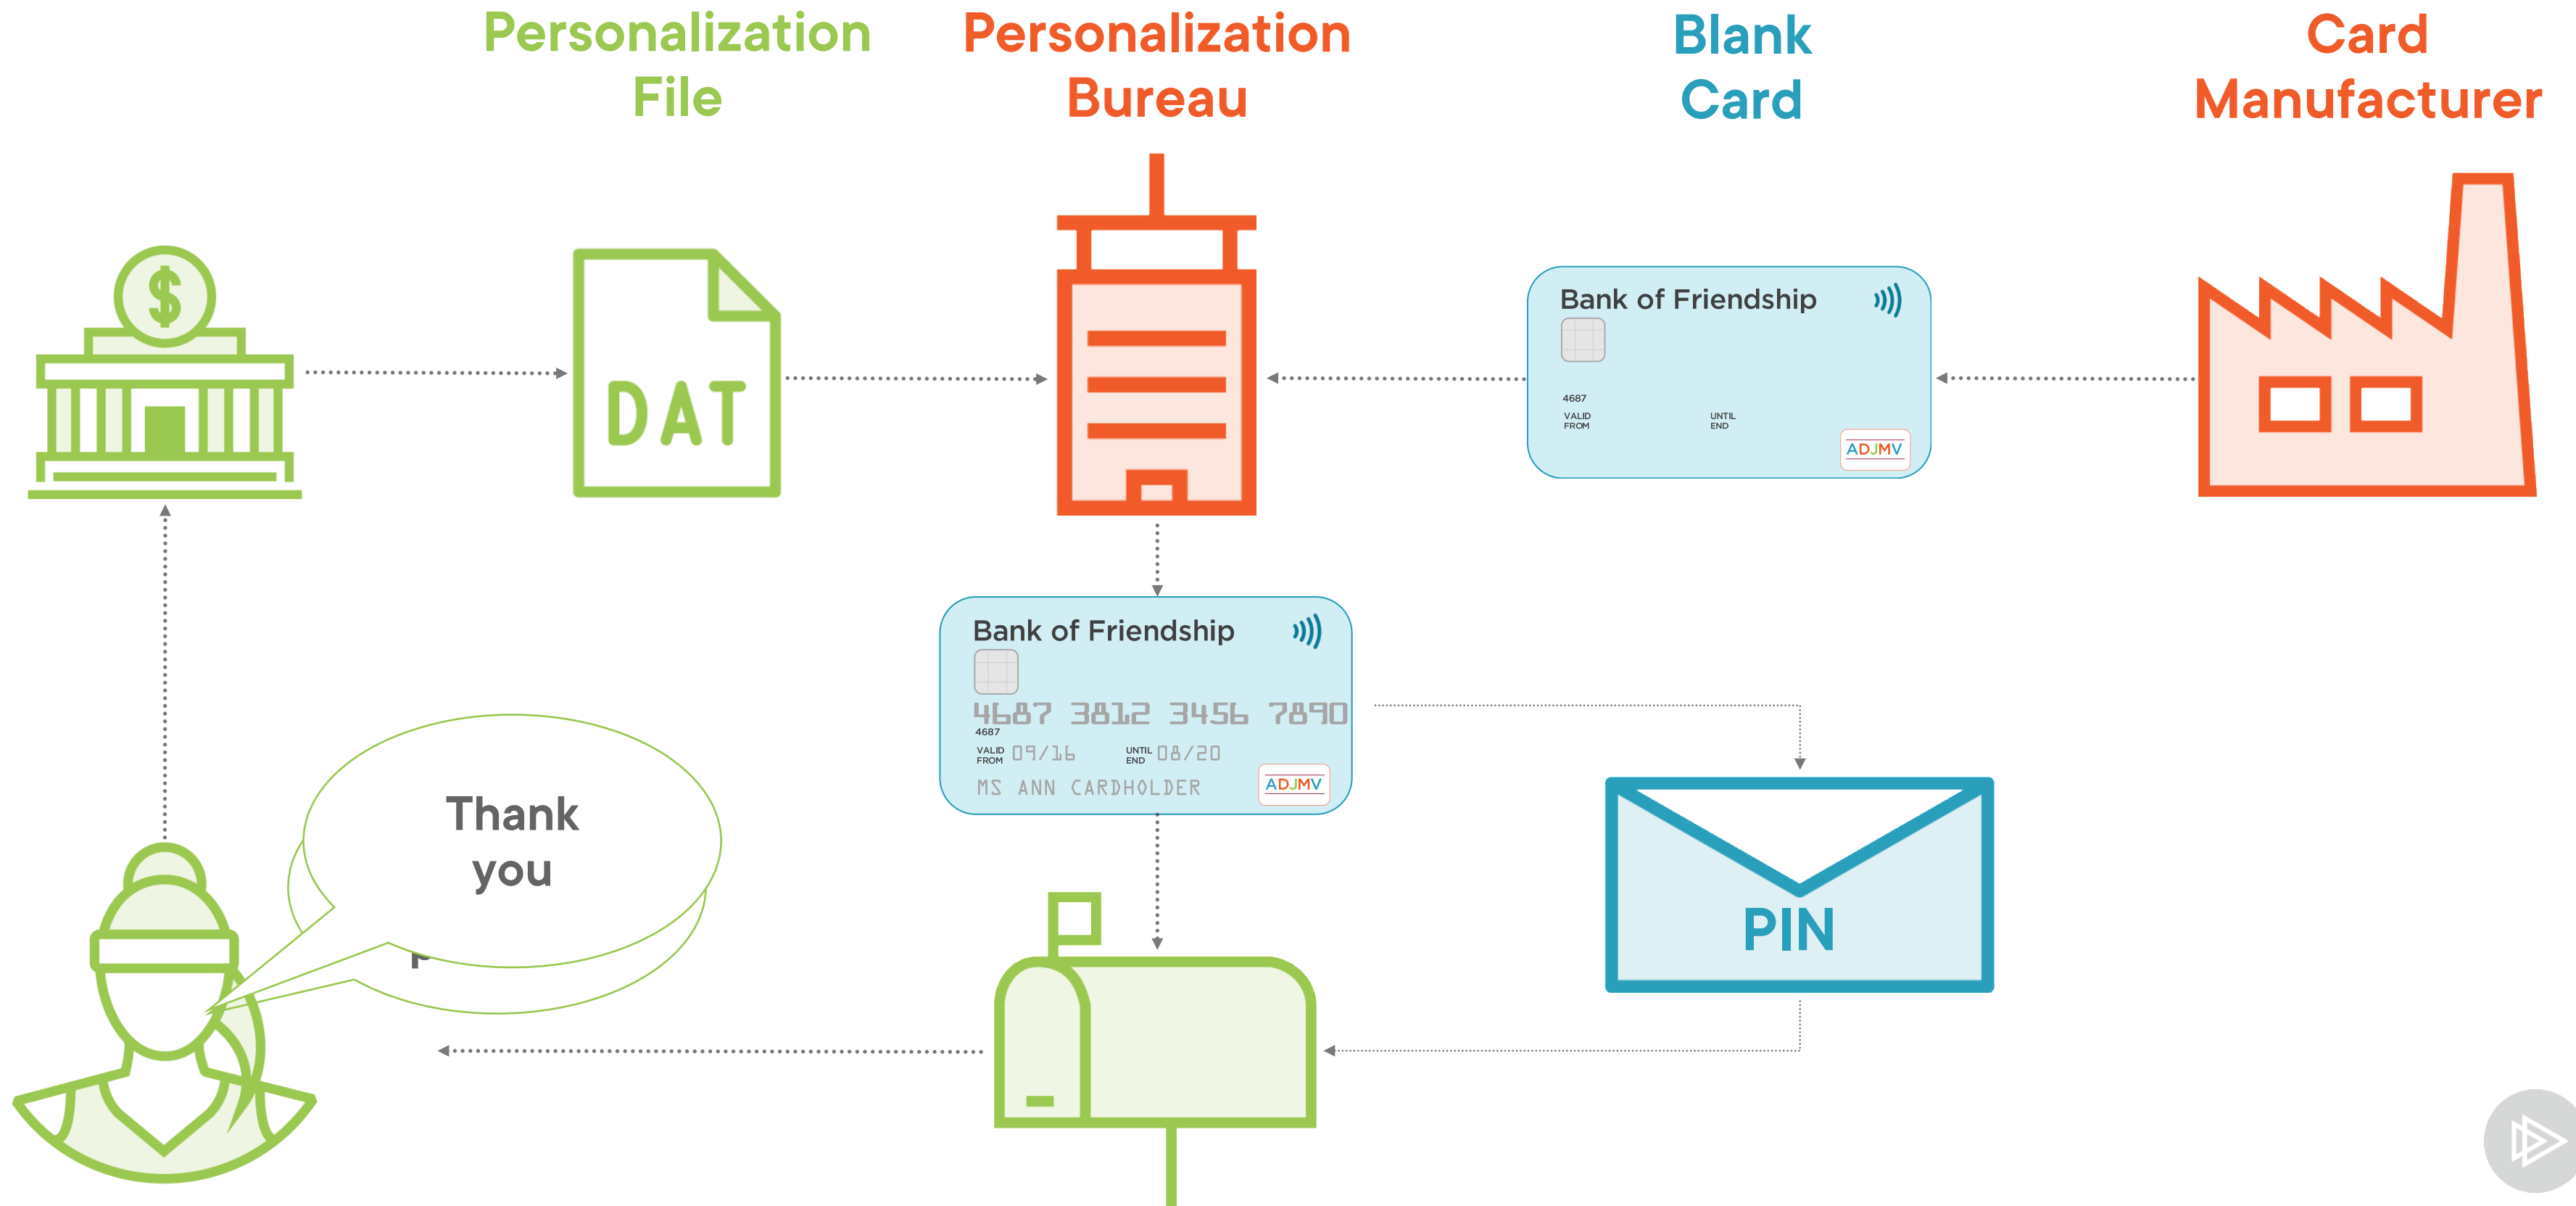 Personalization
File
Personalization
Bureau
Blank
Card
Card
Manufacturer
$
DAT
Bank of Friendship
4687
VALID
FROM
UNTIL
END
ADJMV
Bank of Friendship
4687 3812 3456 7890
4687
VALID
FROM
09/16
UNTIL
END
08/20
MS ANN CARDHOLDER
ADJMV
Thank
you
PIN